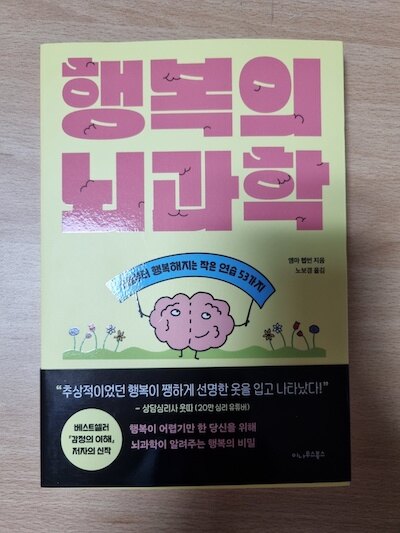 행복의
뇌과학
엠마 헵번 지음
노보경 옮김
행복해지는 작은 연습 53가지
“추상적이었던 행복이 쨍하게 선명한 옷을 입고 나타났다!”
– 상담심리사 웃따 (20만 심리 유튜버)
베스트셀러
『감정의 이해』
저자의 신작
행복이 어렵기만 한 당신을 위해
뇌과학이 알려주는 행복의 비밀